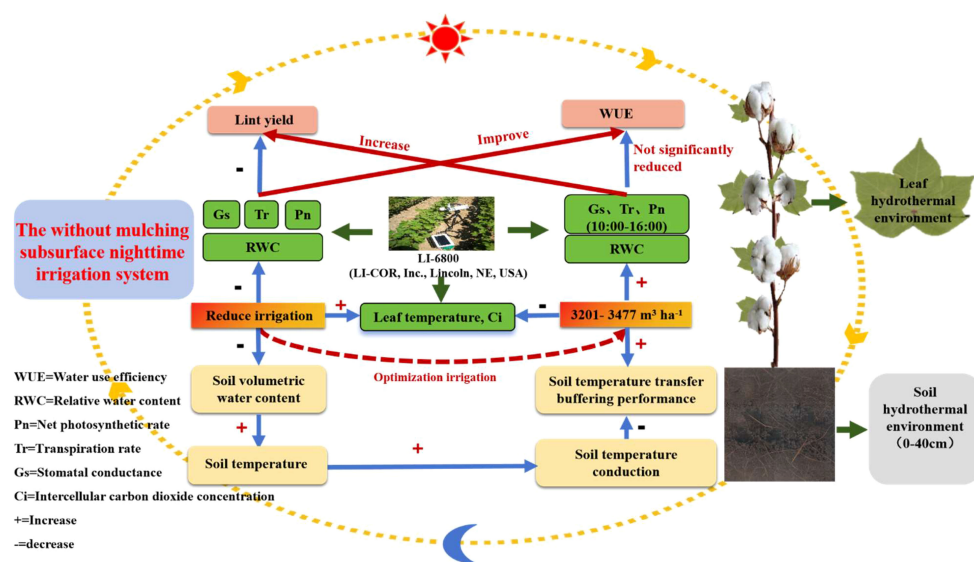 Lint yield
WUE
Increase
Improve
Not significantly
reduced
-
Gs
Tr
Pn
Gs、Tr、Pn
(10:00-16:00)
Leaf
hydrothermal
environment
The without mulching
subsurface nighttime
irrigation system
RWC
RWC
LI-6800
(LI-COR, Inc., Lincoln, NE, USA)
-
+
Reduce irrigation
+
Leaf temperature, Ci
-
3201- 3477 m³ ha⁻¹
-
+
Optimization irrigation
WUE=Water use efficiency
RWC=Relative water content
Pn=Net photosynthetic rate
Tr=Transpiration rate
Gs=Stomatal conductance
Ci=Intercellular carbon dioxide concentration
+=Increase
-=decrease
Soil volumetric
water content
Soil temperature transfer
buffering performance
Soil
hydrothermal
environment
（0-40cm）
+
-
Soil temperature
+
Soil temperature
conduction